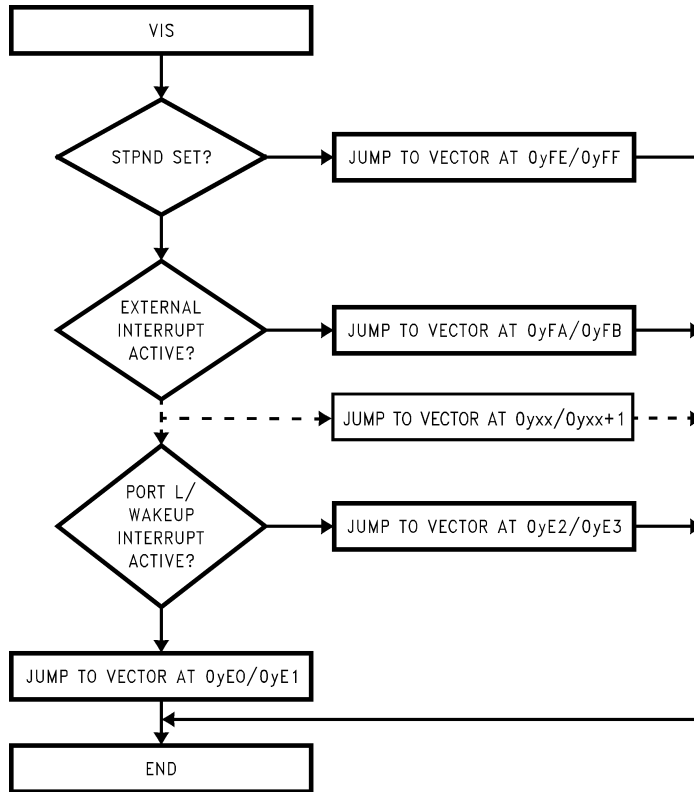 VIS
STPND SET?
JUMP TO VECTOR AT 0yFE/0yFF
EXTERNAL
INTERRUPT
ACTIVE?
JUMP TO VECTOR AT 0yFA/0yFB
JUMP TO VECTOR AT 0yxx/0yxx+1
PORT L/
WAKEUP
INTERRUPT
ACTIVE?
JUMP TO VECTOR AT 0yE2/0yE3
JUMP TO VECTOR AT 0yE0/0yE1
END